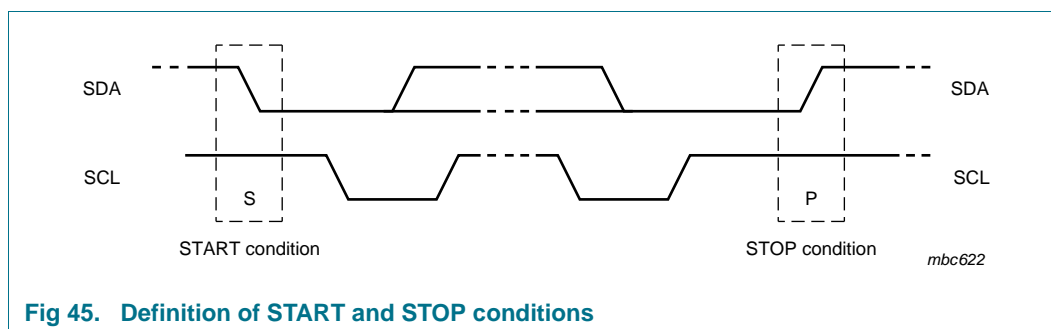 SDA
SDA
SCL
SCL
S
P
START condition
STOP condition
mbc622
Fig 45. Definition of START and STOP conditions